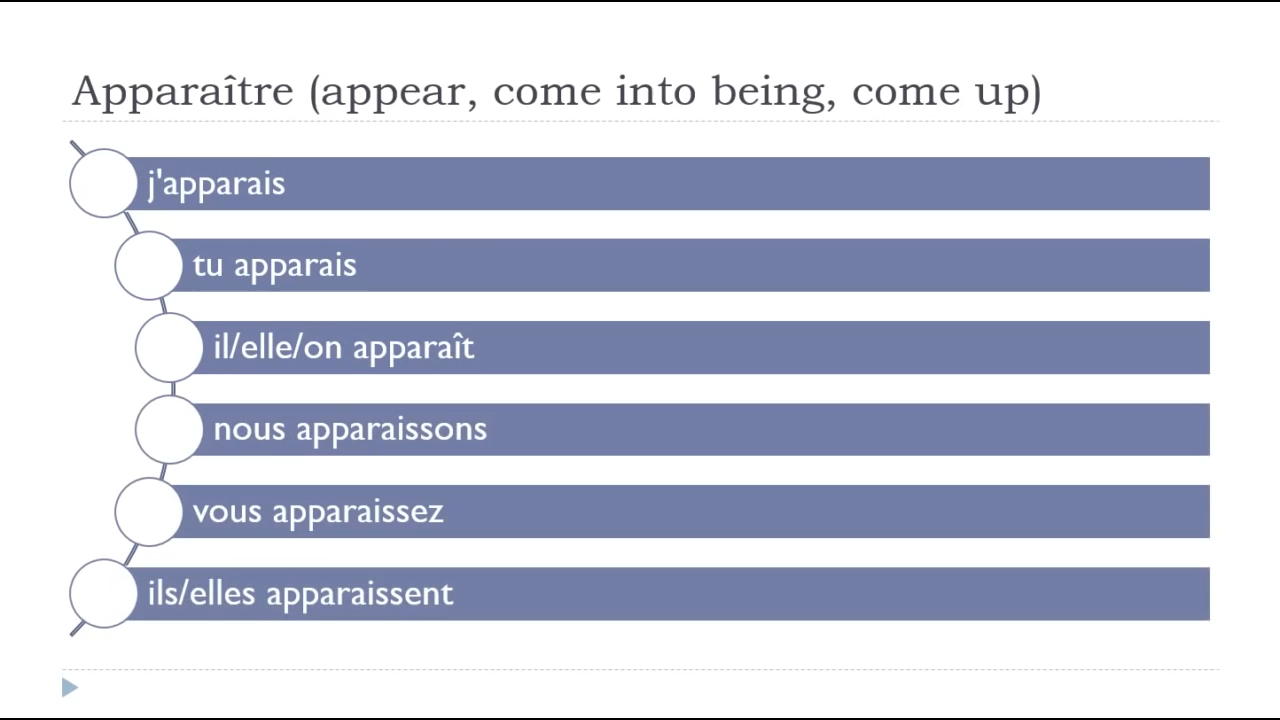 Apparaître (appear, come into being, come up)
j'apparais
tu apparais
il/elle/on apparaît
nous apparaissons
vous apparaissez
ils/elles apparaissent